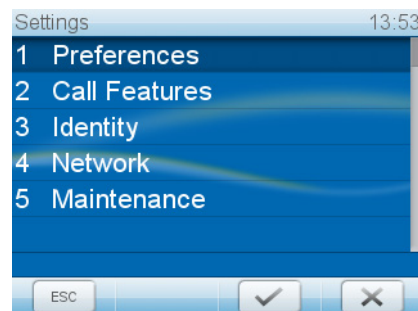 Settings 13:53
1 Preferences
2 Call Features
3 Identity
4 Network
5 Maintenance
ESC